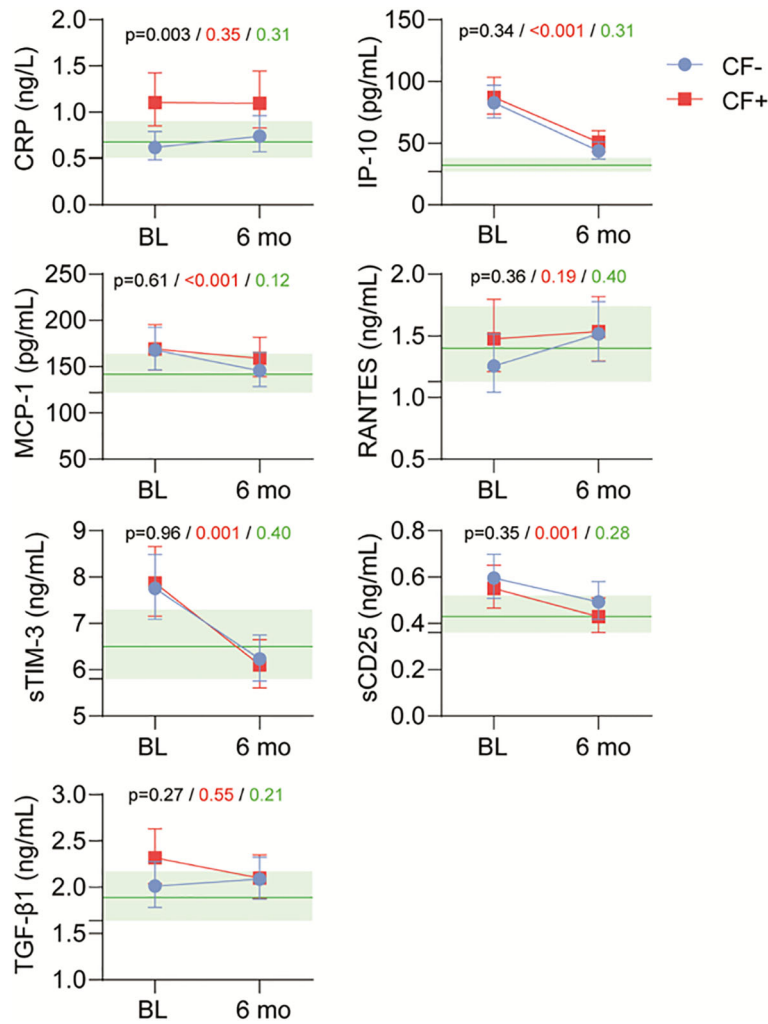 CRP (ng/L)
2.0
1.5
1.0
0.5
0.0
p=0.003 / 0.35 / 0.31
BL
6 mo
IP-10 (pg/mL)
150
100
50
0
p=0.34 / <0.001 / 0.31
BL
6 mo
CF-
CF+
MCP-1 (pg/mL)
250
200
150
100
50
p=0.61 / <0.001 / 0.12
BL
6 mo
RANTES (ng/mL)
2.0
1.5
1.0
0.5
p=0.36 / 0.19 / 0.40
BL
6 mo
sTIM-3 (ng/mL)
9
8
7
6
5
p=0.96 / 0.001 / 0.40
BL
6 mo
sCD25 (ng/mL)
0.8
0.6
0.4
0.2
0.0
p=0.35 / 0.001 / 0.28
BL
6 mo
TGF-β1 (ng/mL)
3.0
2.5
2.0
1.5
1.0
p=0.27 / 0.55 / 0.21
BL
6 mo